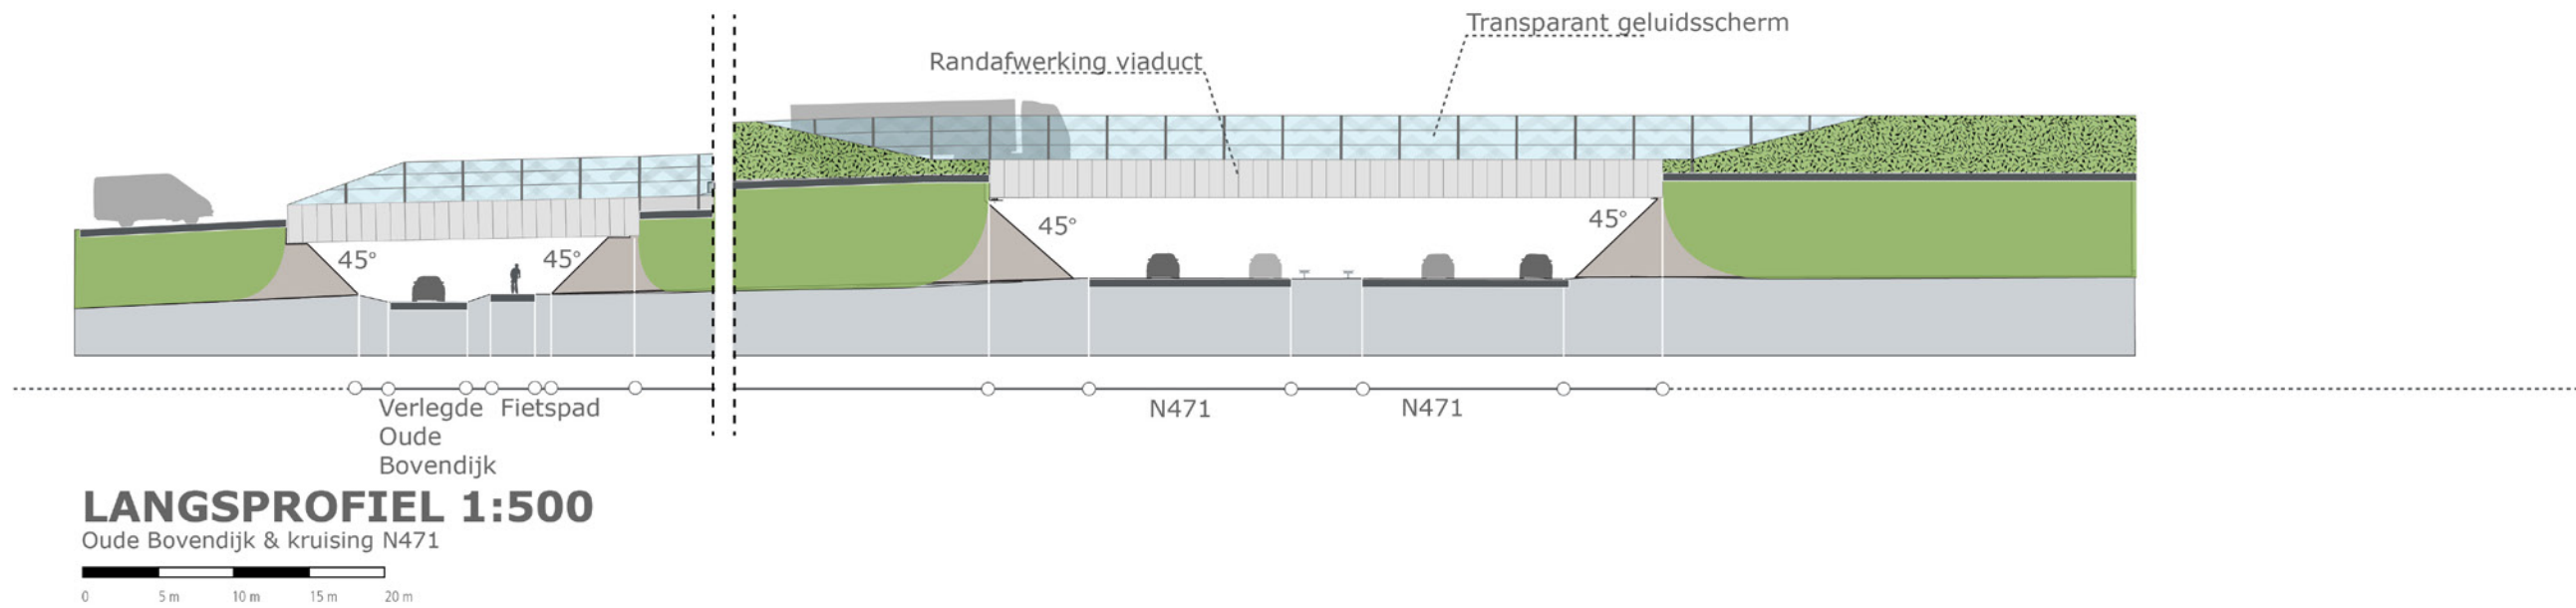 Transparant geluidsscherm
Randafwerking viaduct
45°
45°
45°
45°
Verlegde Oude Bovendijk
Fietspad
N471
N471
LANGSPROFIEL 1:500
Oude Bovendijk & kruising N471
0 5 m 10 m 15 m 20 m